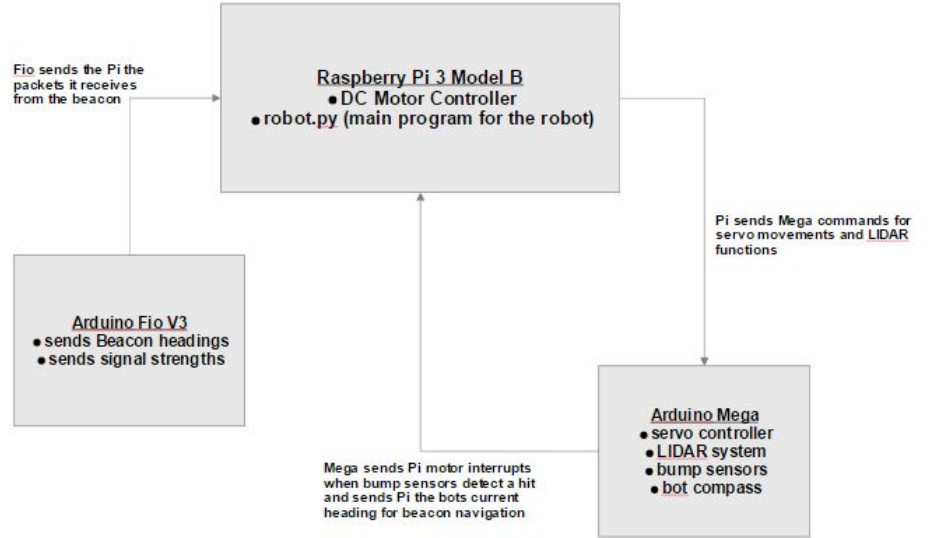 Fio sends the Pi the
packets it receives
from the beacon
Raspberry Pi 3 Model B
● DC Motor Controller
● robot.py (main program for the robot)
Pi sends Mega commands for
servo movements and LIDAR
functions
Arduino Fio V3
● sends Beacon headings
● sends signal strengths
Arduino Mega
● servo controller
● LIDAR system
● bump sensors
● bot compass
Mega sends Pi motor interrupts
when bump sensors detect a hit
and sends Pi the bots current
heading for beacon navigation